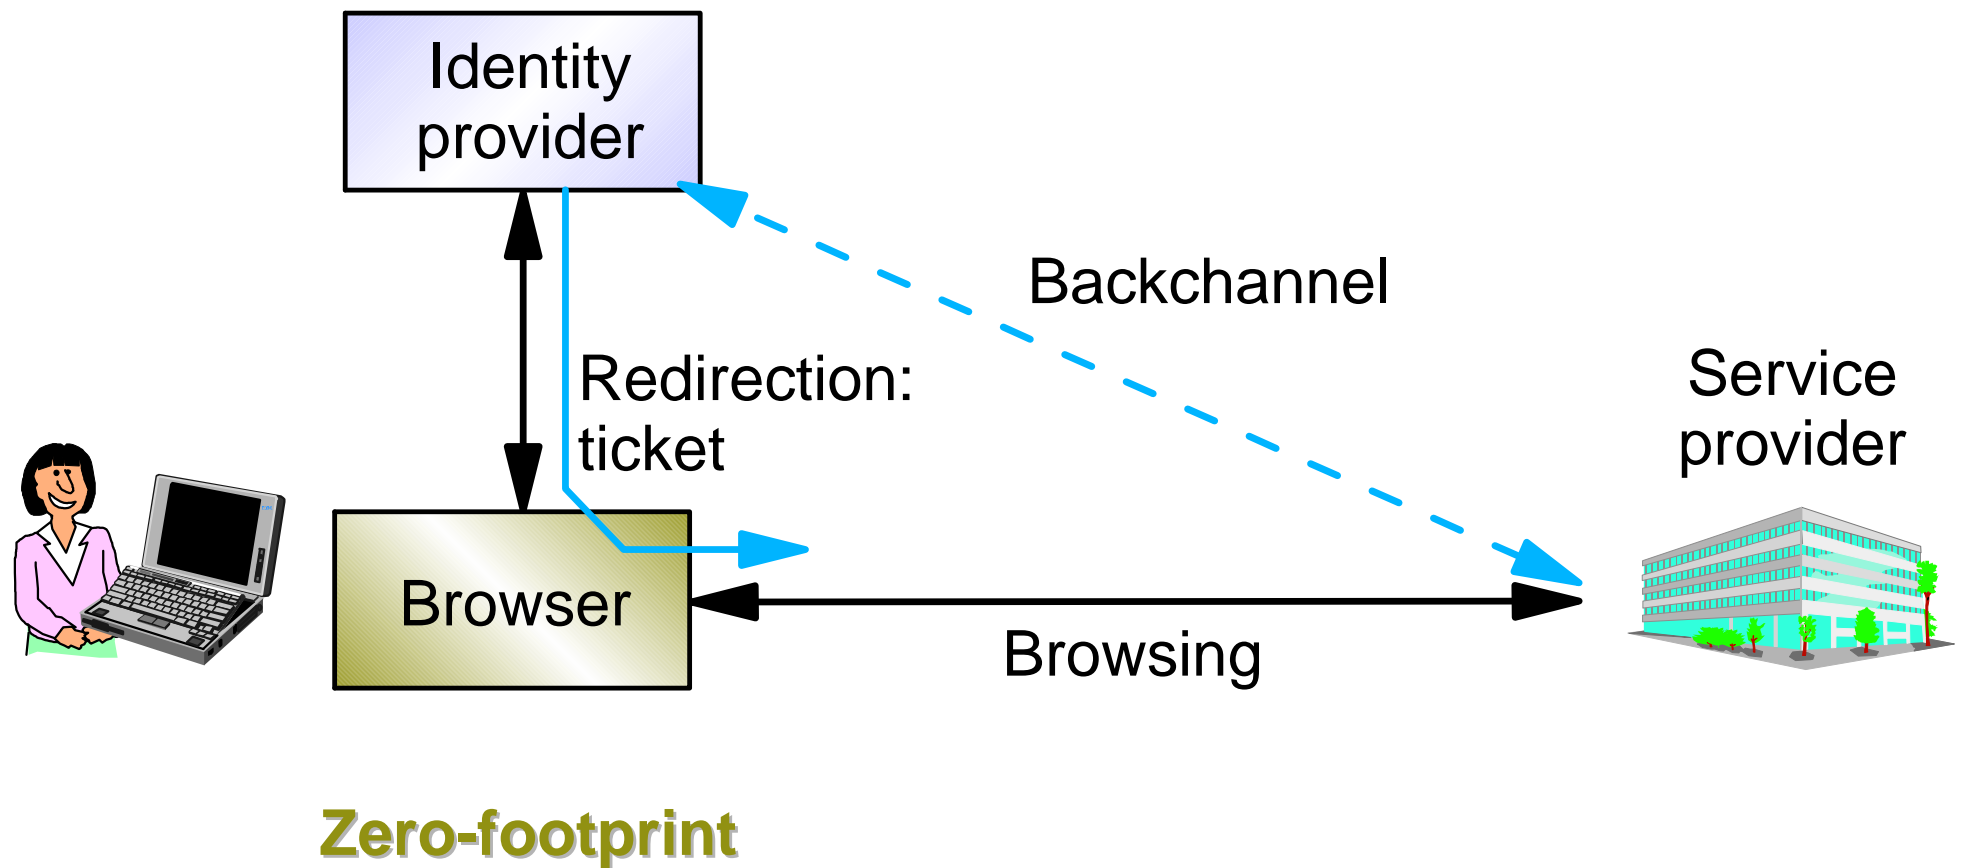 Identity
provider
Backchannel
Redirection:
ticket
Service
provider
Browser
Browsing
Zero-footprint